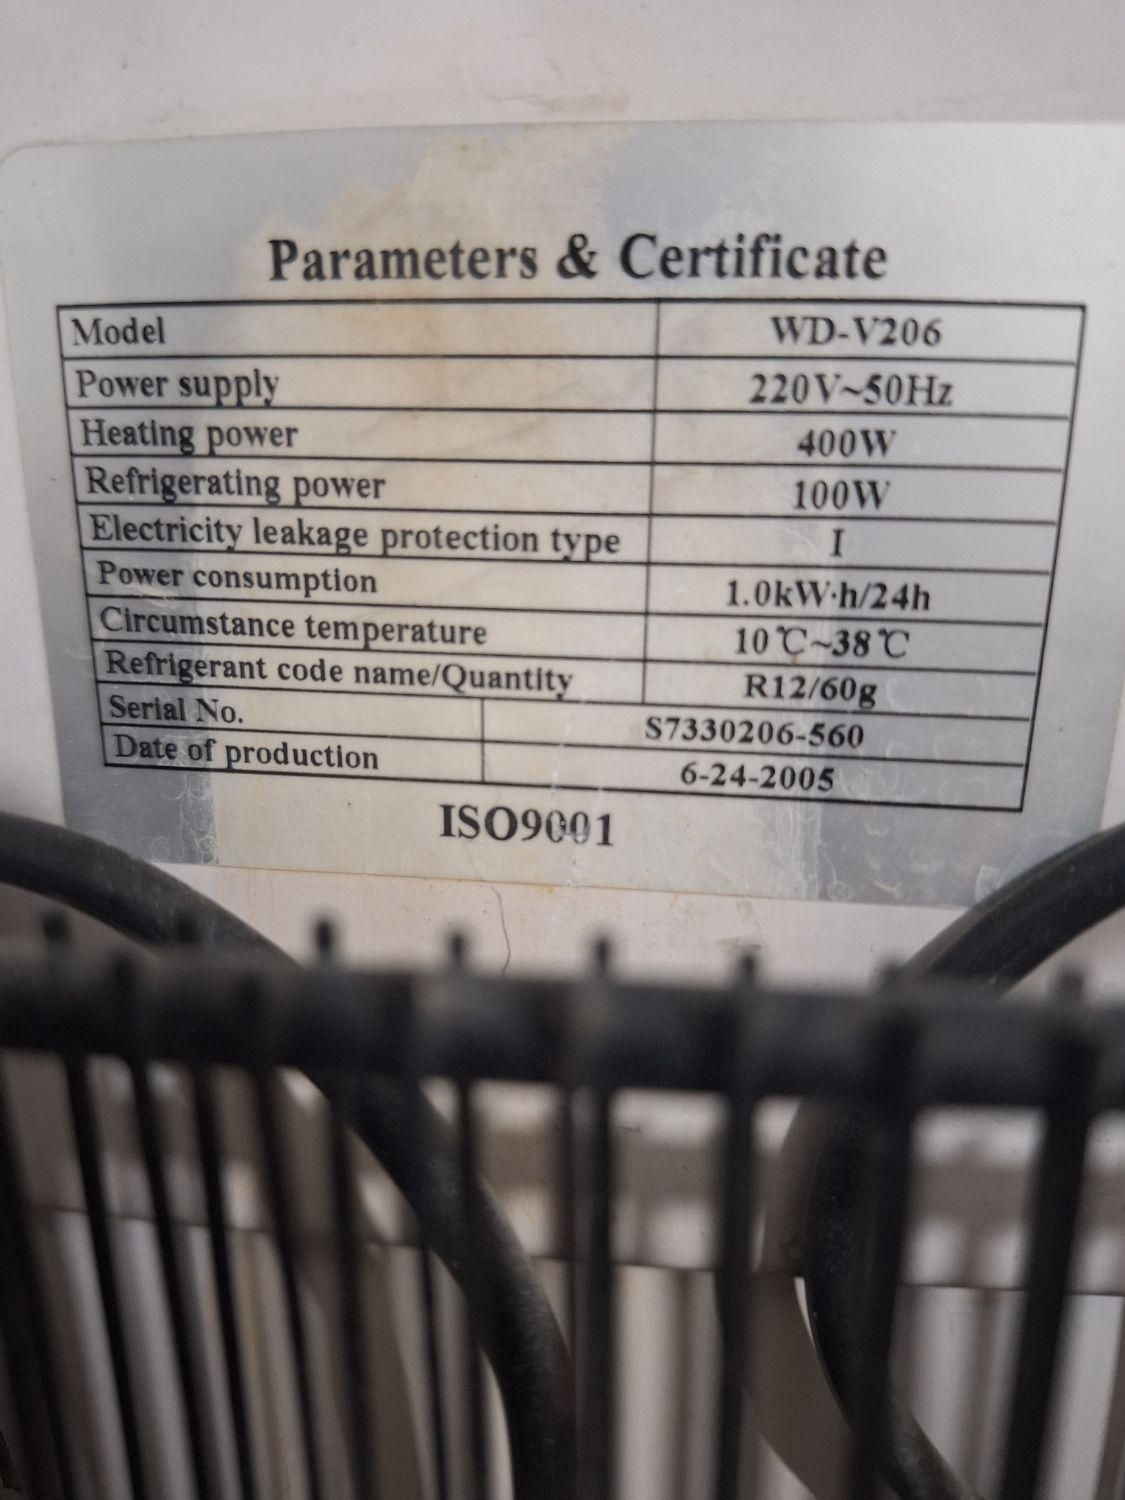 Parameters & Certificate
Model WD-V206
Power supply 220V~50Hz
Heating power 400W
Refrigerating power 100W
Electricity leakage protection type I
Power consumption 1.0kW·h/24h
Circumstance temperature 10℃~38℃
Refrigerant code name/Quantity R12/60g
Serial No. S7330206-560
Date of production 6-24-2005
ISO9001